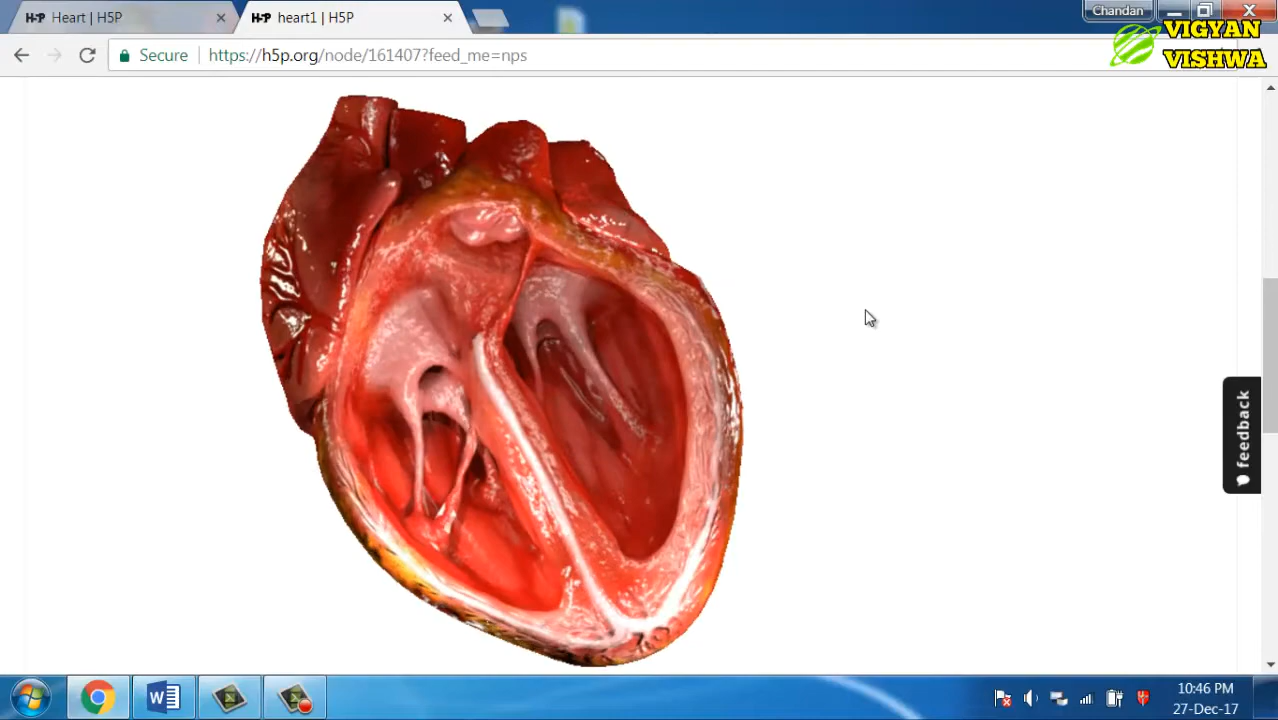 H-P Heart | H5P
H-P heart1 | H5P
Chandan
Secure https://h5p.org/node/161407?feed_me=nps
VIGYAN
VISHWA
feedback
10:46 PM
27-Dec-17